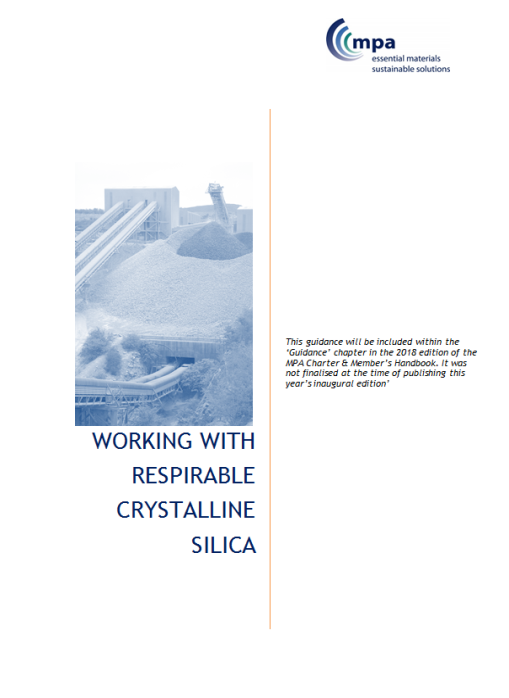 mpa
essential materials
sustainable solutions
This guidance will be included within the
‘Guidance’ chapter in the 2018 edition of the
MPA Charter & Member’s Handbook. It was
not finalised at the time of publishing this
year’s inaugural edition’
WORKING WITH
RESPIRABLE
CRYSTALLINE
SILICA